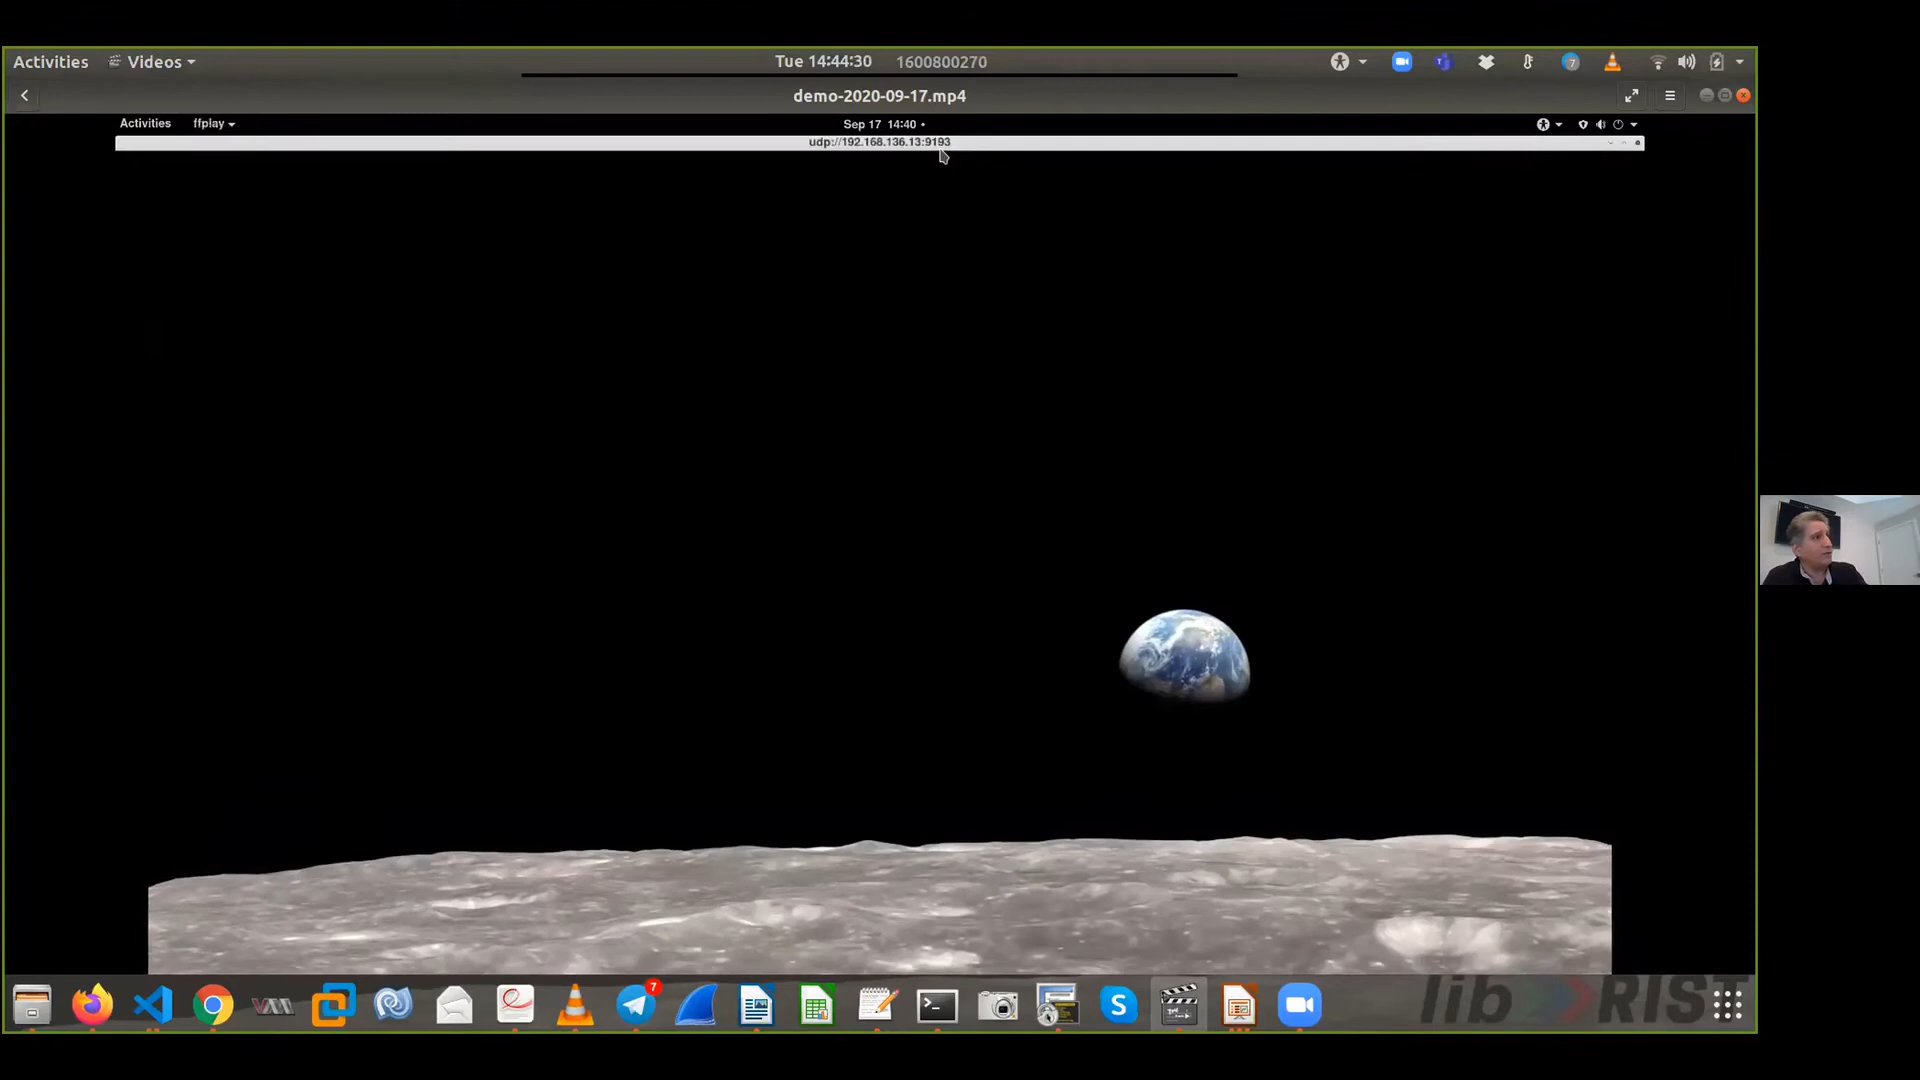 Activities Videos Tue 14:44:30 1600800270
demo-2020-09-17.mp4
Activities ffplay Sep 17 14:40
udp://192.168.136.13:9193
7
7
S
lib RIST